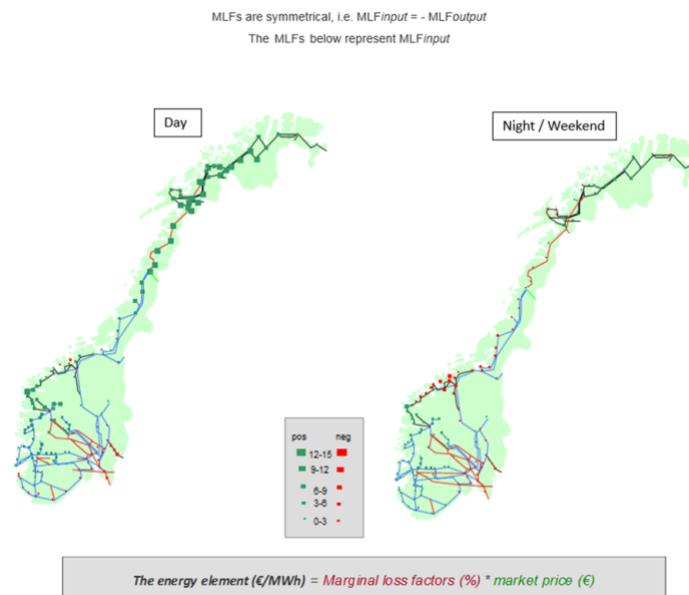 MLFs are symmetrical, i.e. MLFinput = - MLFoutput
The MLFs below represent MLFinput
Day
Night / Weekend
pos neg
12-15
9-12
6-9
3-6
0-3
The energy element (€/MWh) = Marginal loss factors (%) * market price (€)